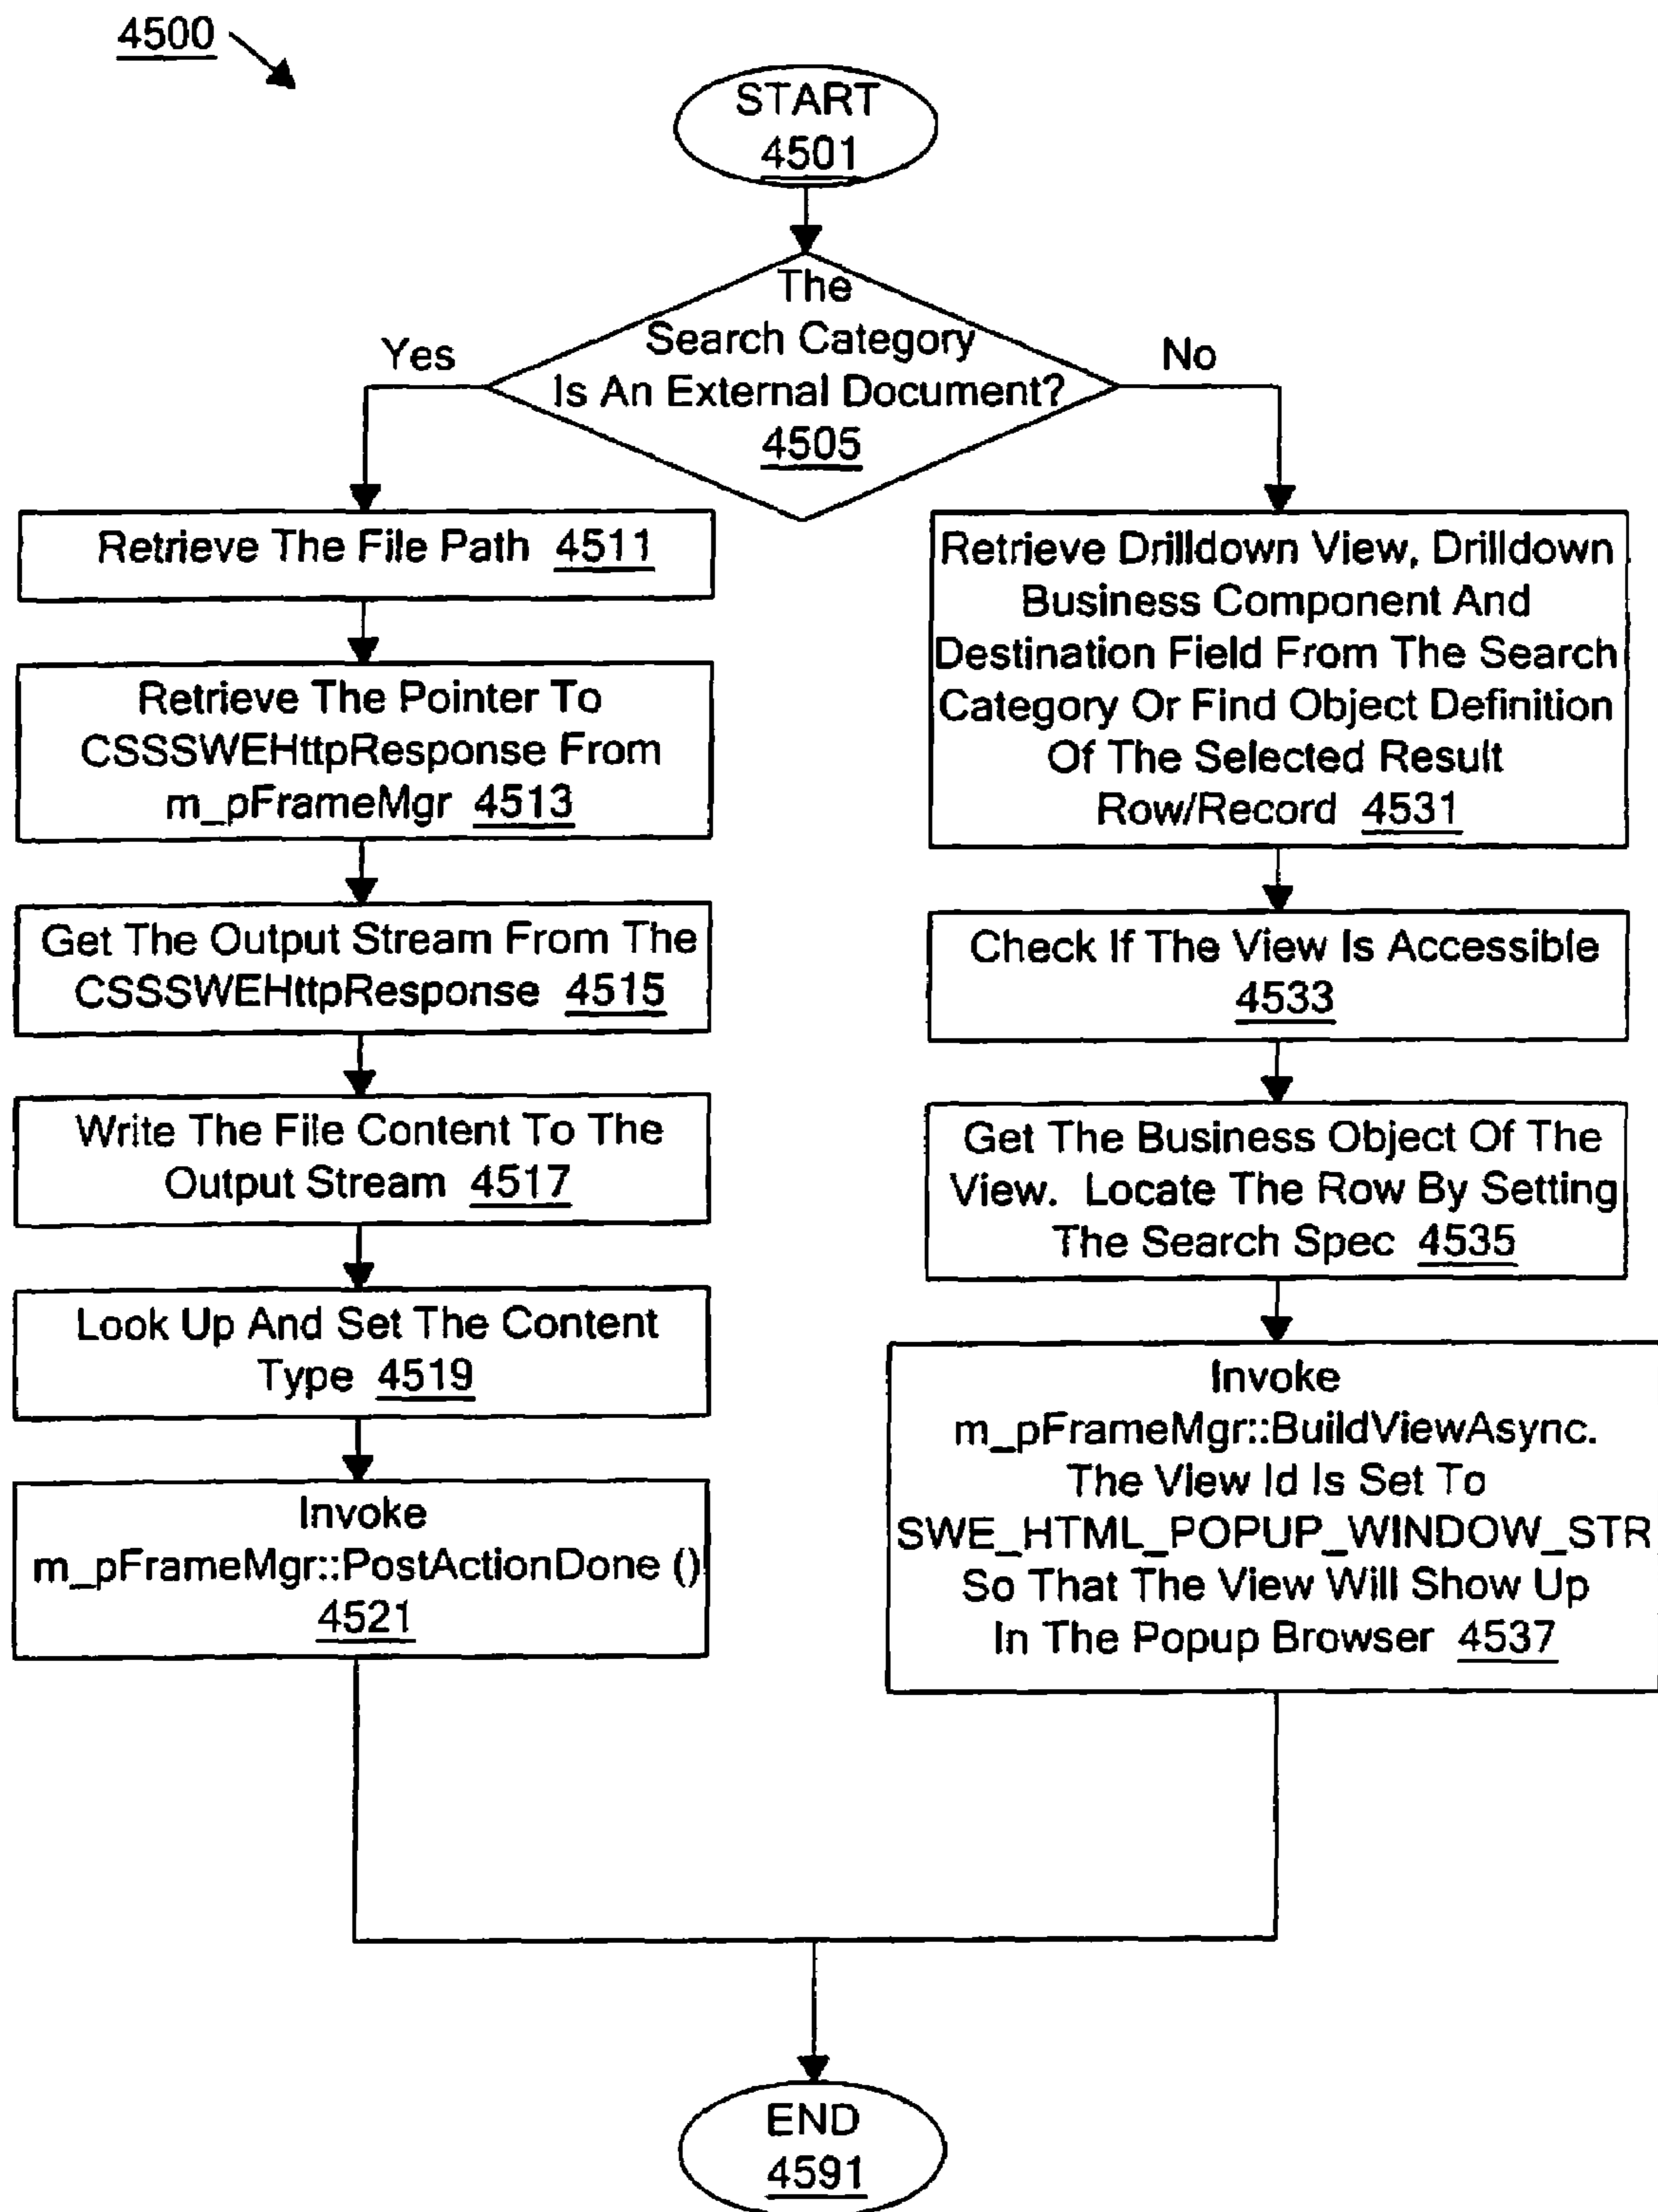 4500
START
4501
The
Search Category
Is An External Document?
4505
Yes
No
Retrieve The File Path 4511
Retrieve The Pointer To
CSSSWEHttpResponse From
m_pFrameMgr 4513
Get The Output Stream From The
CSSSWEHttpResponse 4515
Write The File Content To The
Output Stream 4517
Look Up And Set The Content
Type 4519
Invoke
m_pFrameMgr::PostActionDone ()
4521
Retrieve Drilldown View, Drilldown
Business Component And
Destination Field From The Search
Category Or Find Object Definition
Of The Selected Result
Row/Record 4531
Check If The View Is Accessible
4533
Get The Business Object Of The
View. Locate The Row By Setting
The Search Spec 4535
Invoke
m_pFrameMgr::BuildViewAsync.
The View Id Is Set To
SWE_HTML_POPUP_WINDOW_STR
So That The View Will Show Up
In The Popup Browser 4537
END
4591